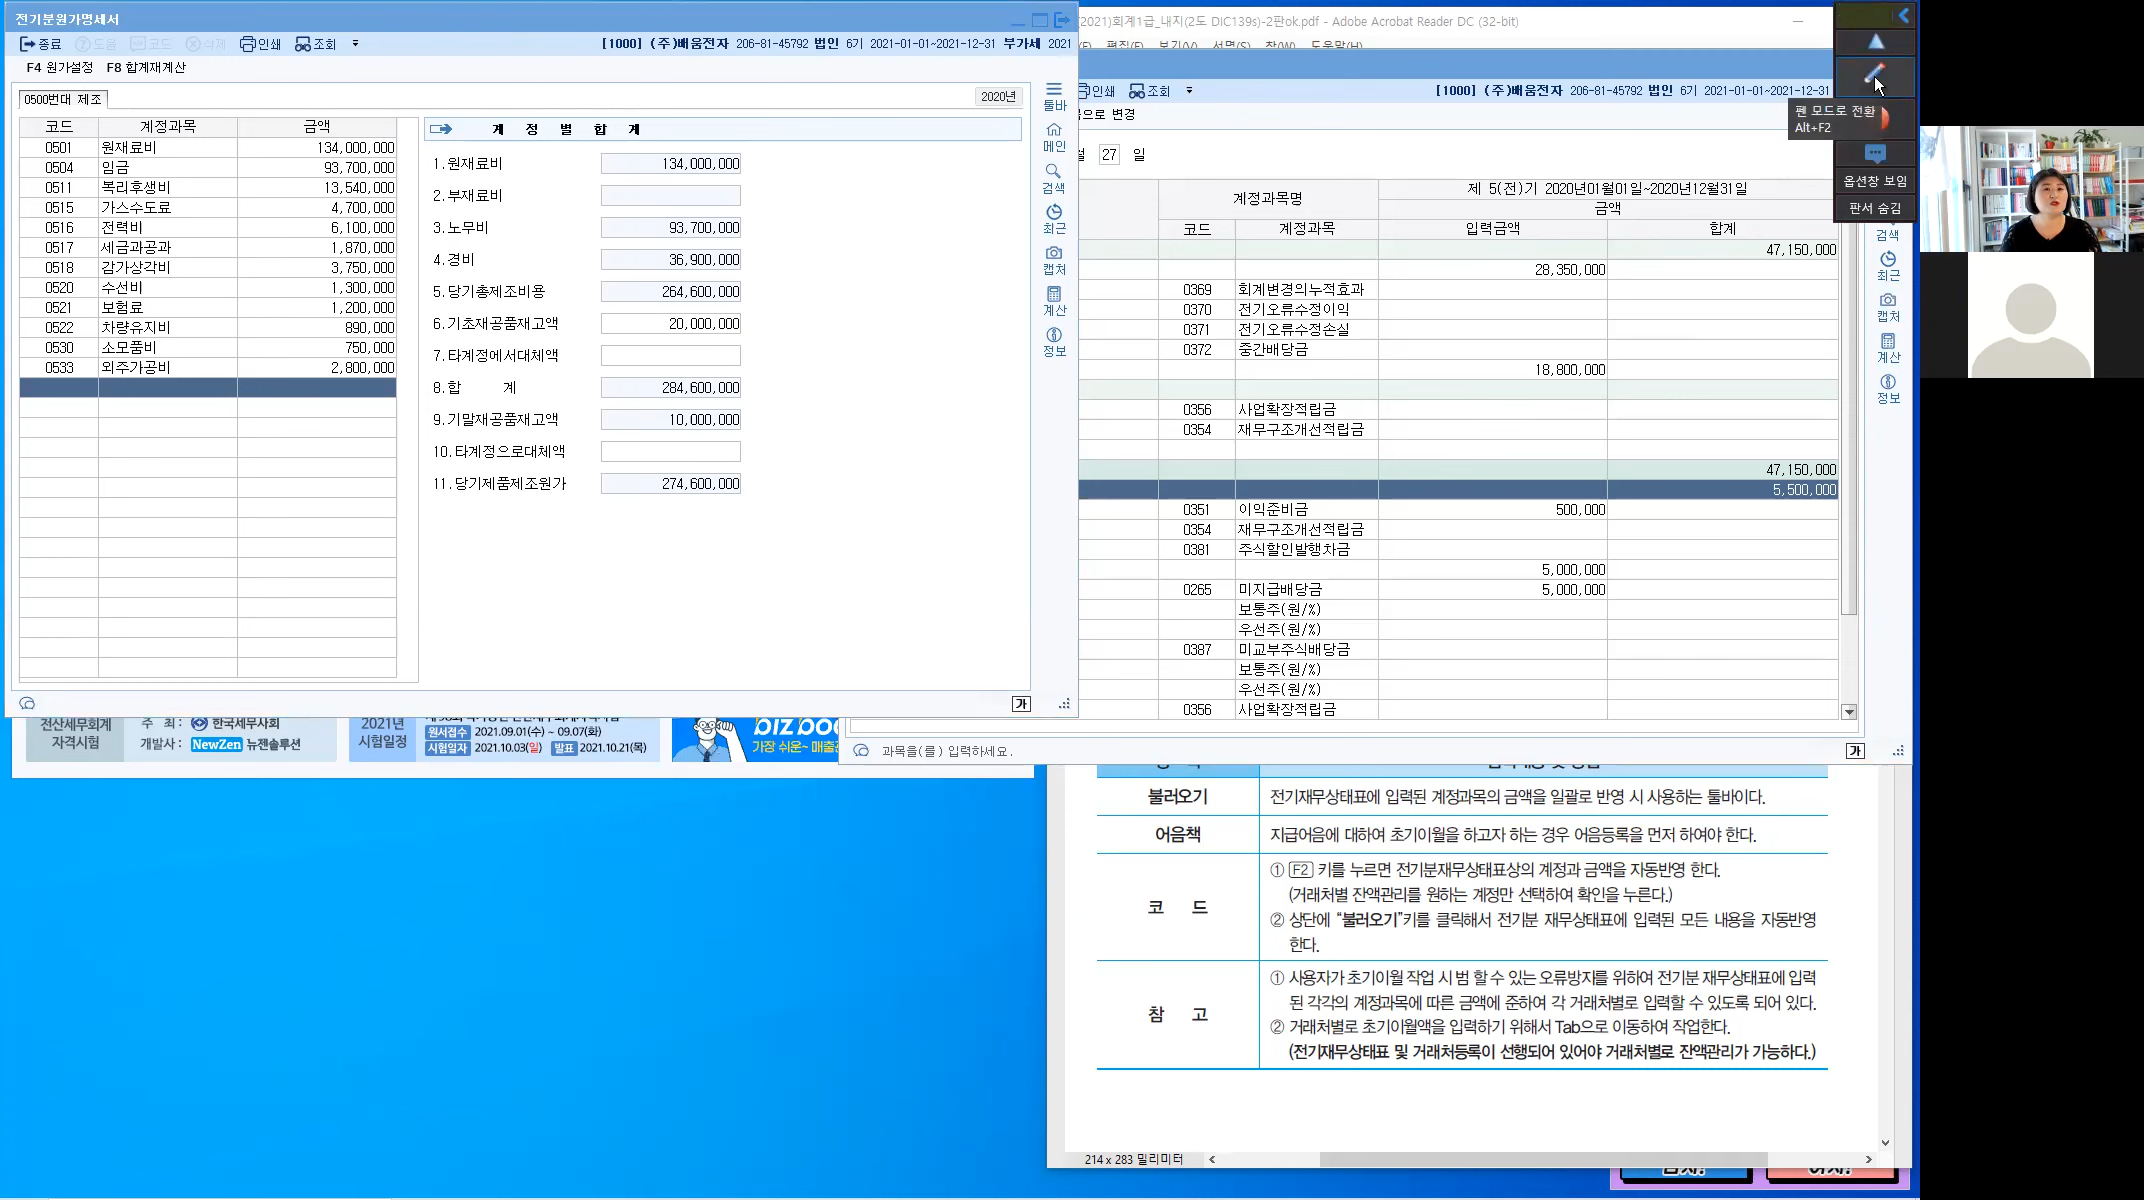 전기분원가명세서
종료 도움 코드 삭제 인쇄 조회
[1000] (주)배움전자 206-81-45792 법인 6기 2021-01-01~2021-12-31 부가세 2021
F4 원가설정 F8 합계재계산
0500번대 제조
2020년
코드 계정과목 금액
0501 원재료비 134,000,000
0504 임금 93,700,000
0511 복리후생비 13,540,000
0515 가스수도료 4,700,000
0516 전력비 6,100,000
0517 세금과공과 1,870,000
0518 감가상각비 3,750,000
0520 수선비 1,300,000
0521 보험료 1,200,000
0522 차량유지비 890,000
0530 소모품비 750,000
0533 외주가공비 2,800,000
계 정 별 합 계
1.원재료비 134,000,000
2.부재료비
3.노무비 93,700,000
4.경비 36,900,000
5.당기총제조비용 264,600,000
6.기초재공품재고액 20,000,000
7.타계정에서대체액
8.합 계 284,600,000
9.기말재공품재고액 10,000,000
10.타계정으로대체액
11.당기제품제조원가 274,600,000
툴바
메인
검색
최근
캡처
계산
정보
가
2021)회계1급_내지(2도 DIC139s)-2판ok.pdf - Adobe Acrobat Reader DC (32-bit)
인쇄 조회
[1000] (주)배움전자 206-81-45792 법인 6기 2021-01-01~2021-12-31
으로 변경
펜 모드로 전환
Alt+F2
옵션창 보임
판서 숨김
27 일
계정과목명
제 5(전)기 2020년01월01일~2020년12월31일
금액
코드 계정과목 입력금액 합계
47,150,000
28,350,000
0369 회계변경의누적효과
0370 전기오류수정이익
0371 전기오류수정손실
0372 중간배당금
18,800,000
0356 사업확장적립금
0354 재무구조개선적립금
47,150,000
5,500,000
0351 이익준비금 500,000
0354 재무구조개선적립금
0381 주식할인발행차금
5,000,000
0265 미지급배당금 5,000,000
보통주(원/%)
우선주(원/%)
0387 미교부주식배당금
보통주(원/%)
우선주(원/%)
0356 사업확장적립금
검색
최근
캡처
계산
정보
과목을(를) 입력하세요.
가
전산세무회계
자격시험
주 최 : 한국세무사회
개발사 : NewZen 뉴젠솔루션
2021년
시험일정
원서접수 2021.09.01(수) ~ 09.07(화)
시험일자 2021.10.03(일) 발표 2021.10.21(목)
가장 쉬운~
불러오기 전기재무상태표에 입력된 계정과목의 금액을 일괄로 반영 시 사용하는 툴바이다.
어음책 지급어음에 대하여 초기이월을 하고자 하는 경우 어음등록을 먼저 하여야 한다.
코 드
① F2 키를 누르면 전기분재무상태표상의 계정과 금액을 자동반영 한다.
(거래처별 잔액관리를 원하는 계정만 선택하여 확인을 누른다.)
② 상단에 “불러오기”키를 클릭해서 전기분 재무상태표에 입력된 모든 내용을 자동반영
한다.
참 고
① 사용자가 초기이월 작업 시 범 할 수 있는 오류방지를 위하여 전기분 재무상태표에 입력
된 각각의 계정과목에 따른 금액에 준하여 각 거래처별로 입력할 수 있도록 되어 있다.
② 거래처별로 초기이월액을 입력하기 위해서 Tab으로 이동하여 작업한다.
(전기재무상태표 및 거래처등록이 선행되어 있어야 거래처별로 잔액관리가 가능하다.)
214 x 283 밀리미터